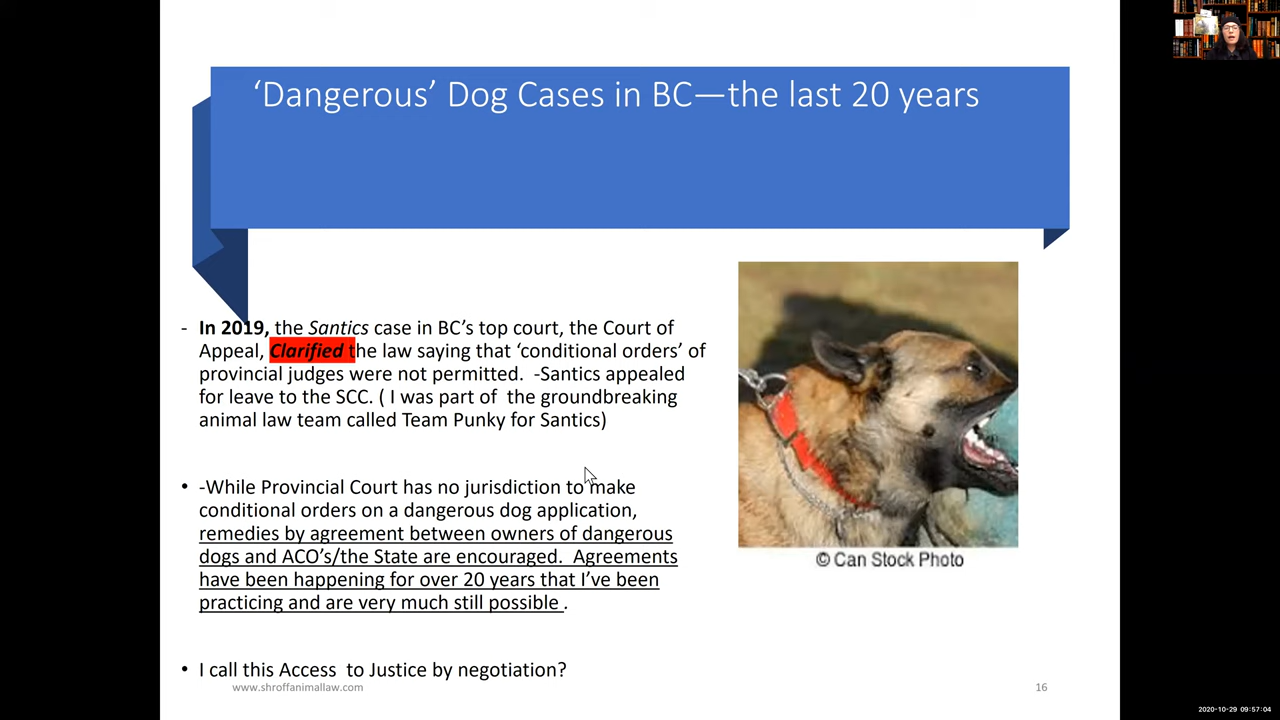 ‘Dangerous’ Dog Cases in BC—the last 20 years
- In 2019, the Santics case in BC’s top court, the Court of
Appeal, Clarified the law saying that ‘conditional orders’ of
provincial judges were not permitted.  -Santics appealed
for leave to the SCC. ( I was part of  the groundbreaking
animal law team called Team Punky for Santics)
• -While Provincial Court has no jurisdiction to make
conditional orders on a dangerous dog application,
remedies by agreement between owners of dangerous
dogs and ACO’s/the State are encouraged.  Agreements
have been happening for over 20 years that I’ve been
practicing and are very much still possible .
• I call this Access  to Justice by negotiation?
© Can Stock Photo
www.shroffanimallaw.com
16
2020-10-29 09:57:04